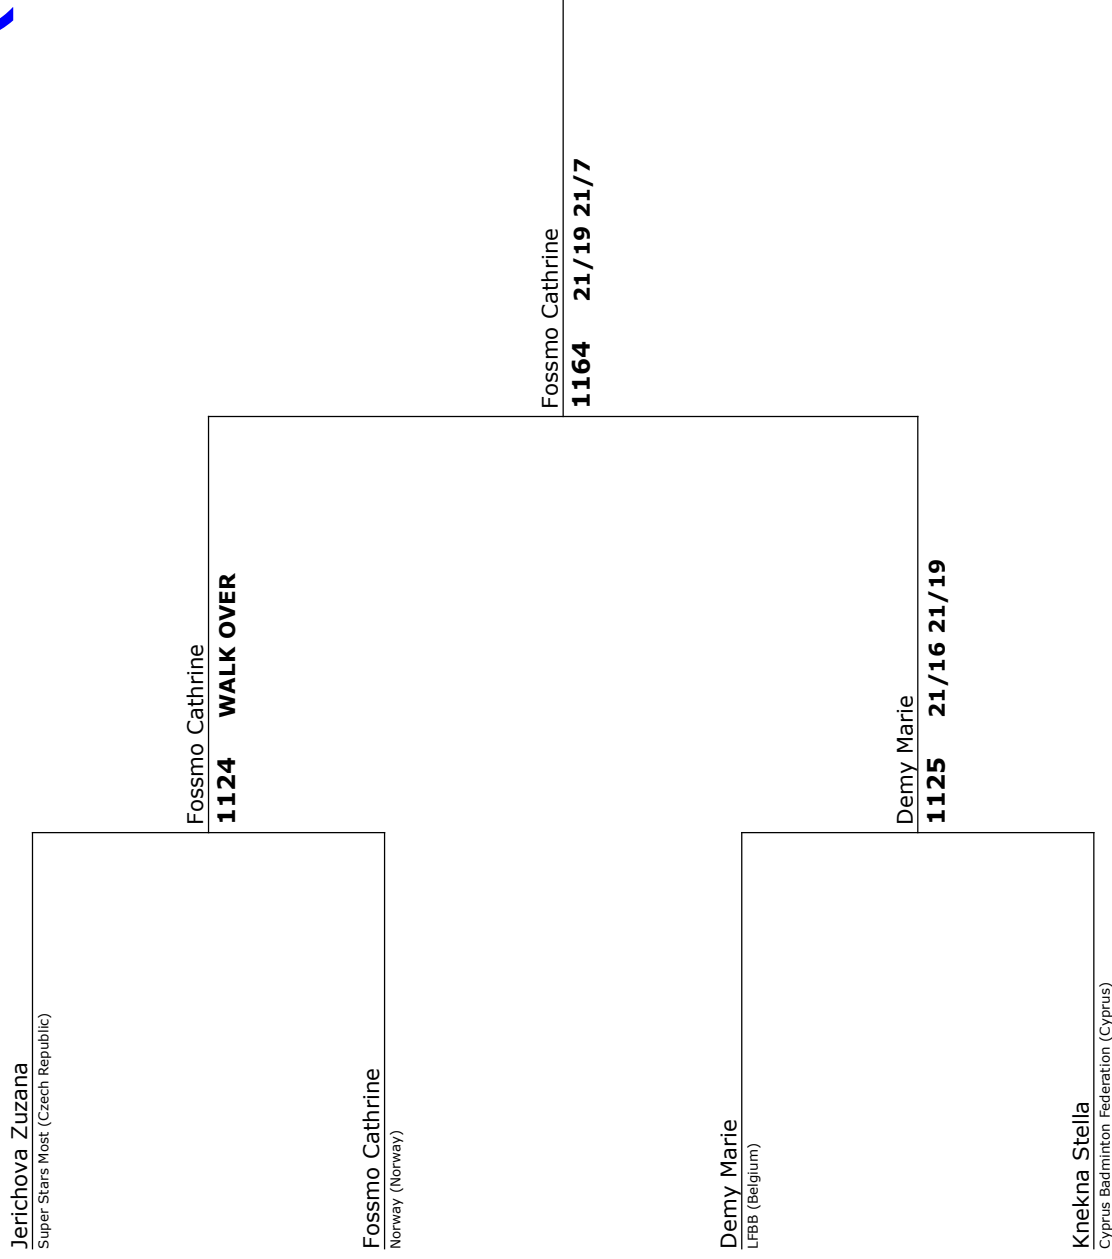 Jerichova Zuzana
Super Stars Most (Czech Republic)
Fossmo Cathrine
1124 WALK OVER
Fossmo Cathrine
Norway (Norway)
Fossmo Cathrine
1164 21/19 21/7
Demy Marie
LFBB (Belgium)
Demy Marie
1125 21/16 21/19
Knekna Stella
Cyprus Badminton Federation (Cyprus)